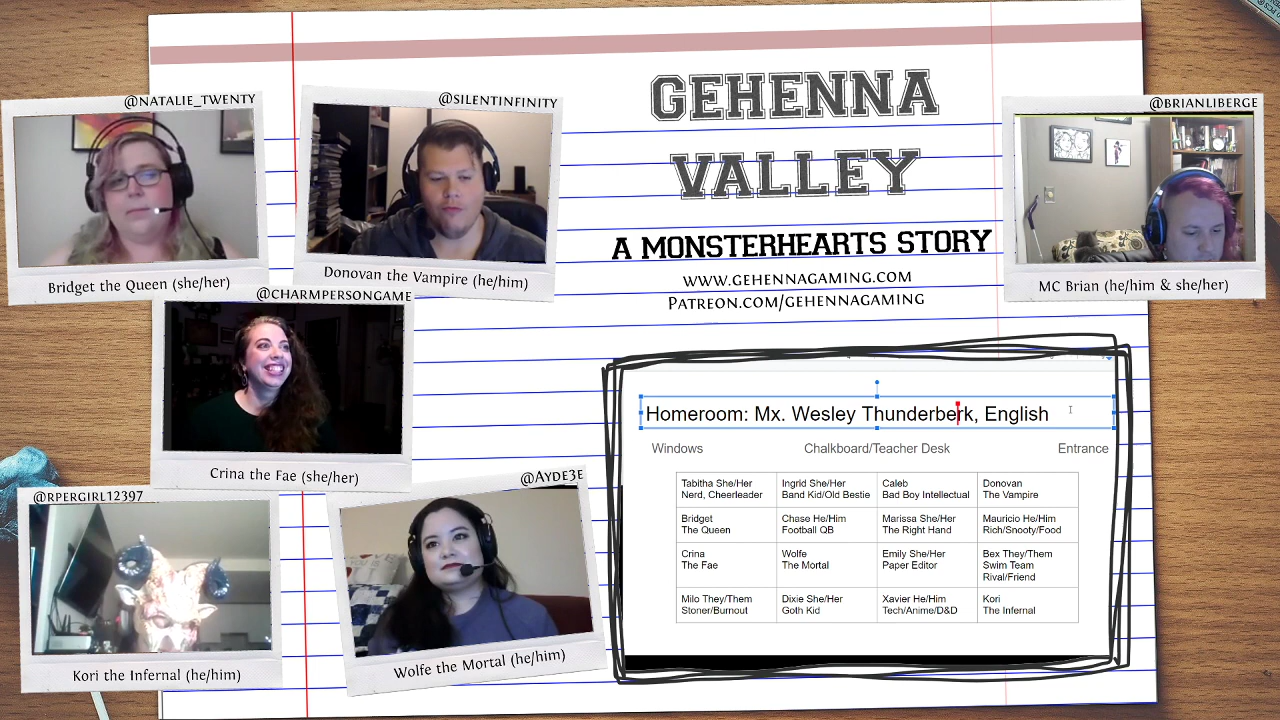 @NATALIE_TWENTY
Bridget the Queen (she/her)
@SILENTINFINITY
Donovan the Vampire (he/him)
@CHARMPERSONGAME
Crina the Fae (she/her)
@RPERGIRL12397
Kori the Infernal (he/him)
@AYDE3E
Wolfe the Mortal (he/him)
GEHENNA
VALLEY
A MONSTERHEARTS STORY
WWW.GEHENNAGAMING.COM
PATREON.COM/GEHENNAGAMING
@BRIANLIBERGE
MC Brian (he/him & she/her)
Homeroom: Mx. Wesley Thunderberk, English
Windows Chalkboard/Teacher Desk Entrance
Tabitha She/Her
Nerd, Cheerleader
Ingrid She/Her
Band Kid/Old Bestie
Caleb
Bad Boy Intellectual
Donovan
The Vampire
Bridget
The Queen
Chase He/Him
Football QB
Marissa She/Her
The Right Hand
Mauricio He/Him
Rich/Snooty/Food
Crina
The Fae
Wolfe
The Mortal
Emily She/Her
Paper Editor
Bex They/Them
Swim Team
Rival/Friend
Milo They/Them
Stoner/Burnout
Dixie She/Her
Goth Kid
Xavier He/Him
Tech/Anime/D&D
Kori
The Infernal